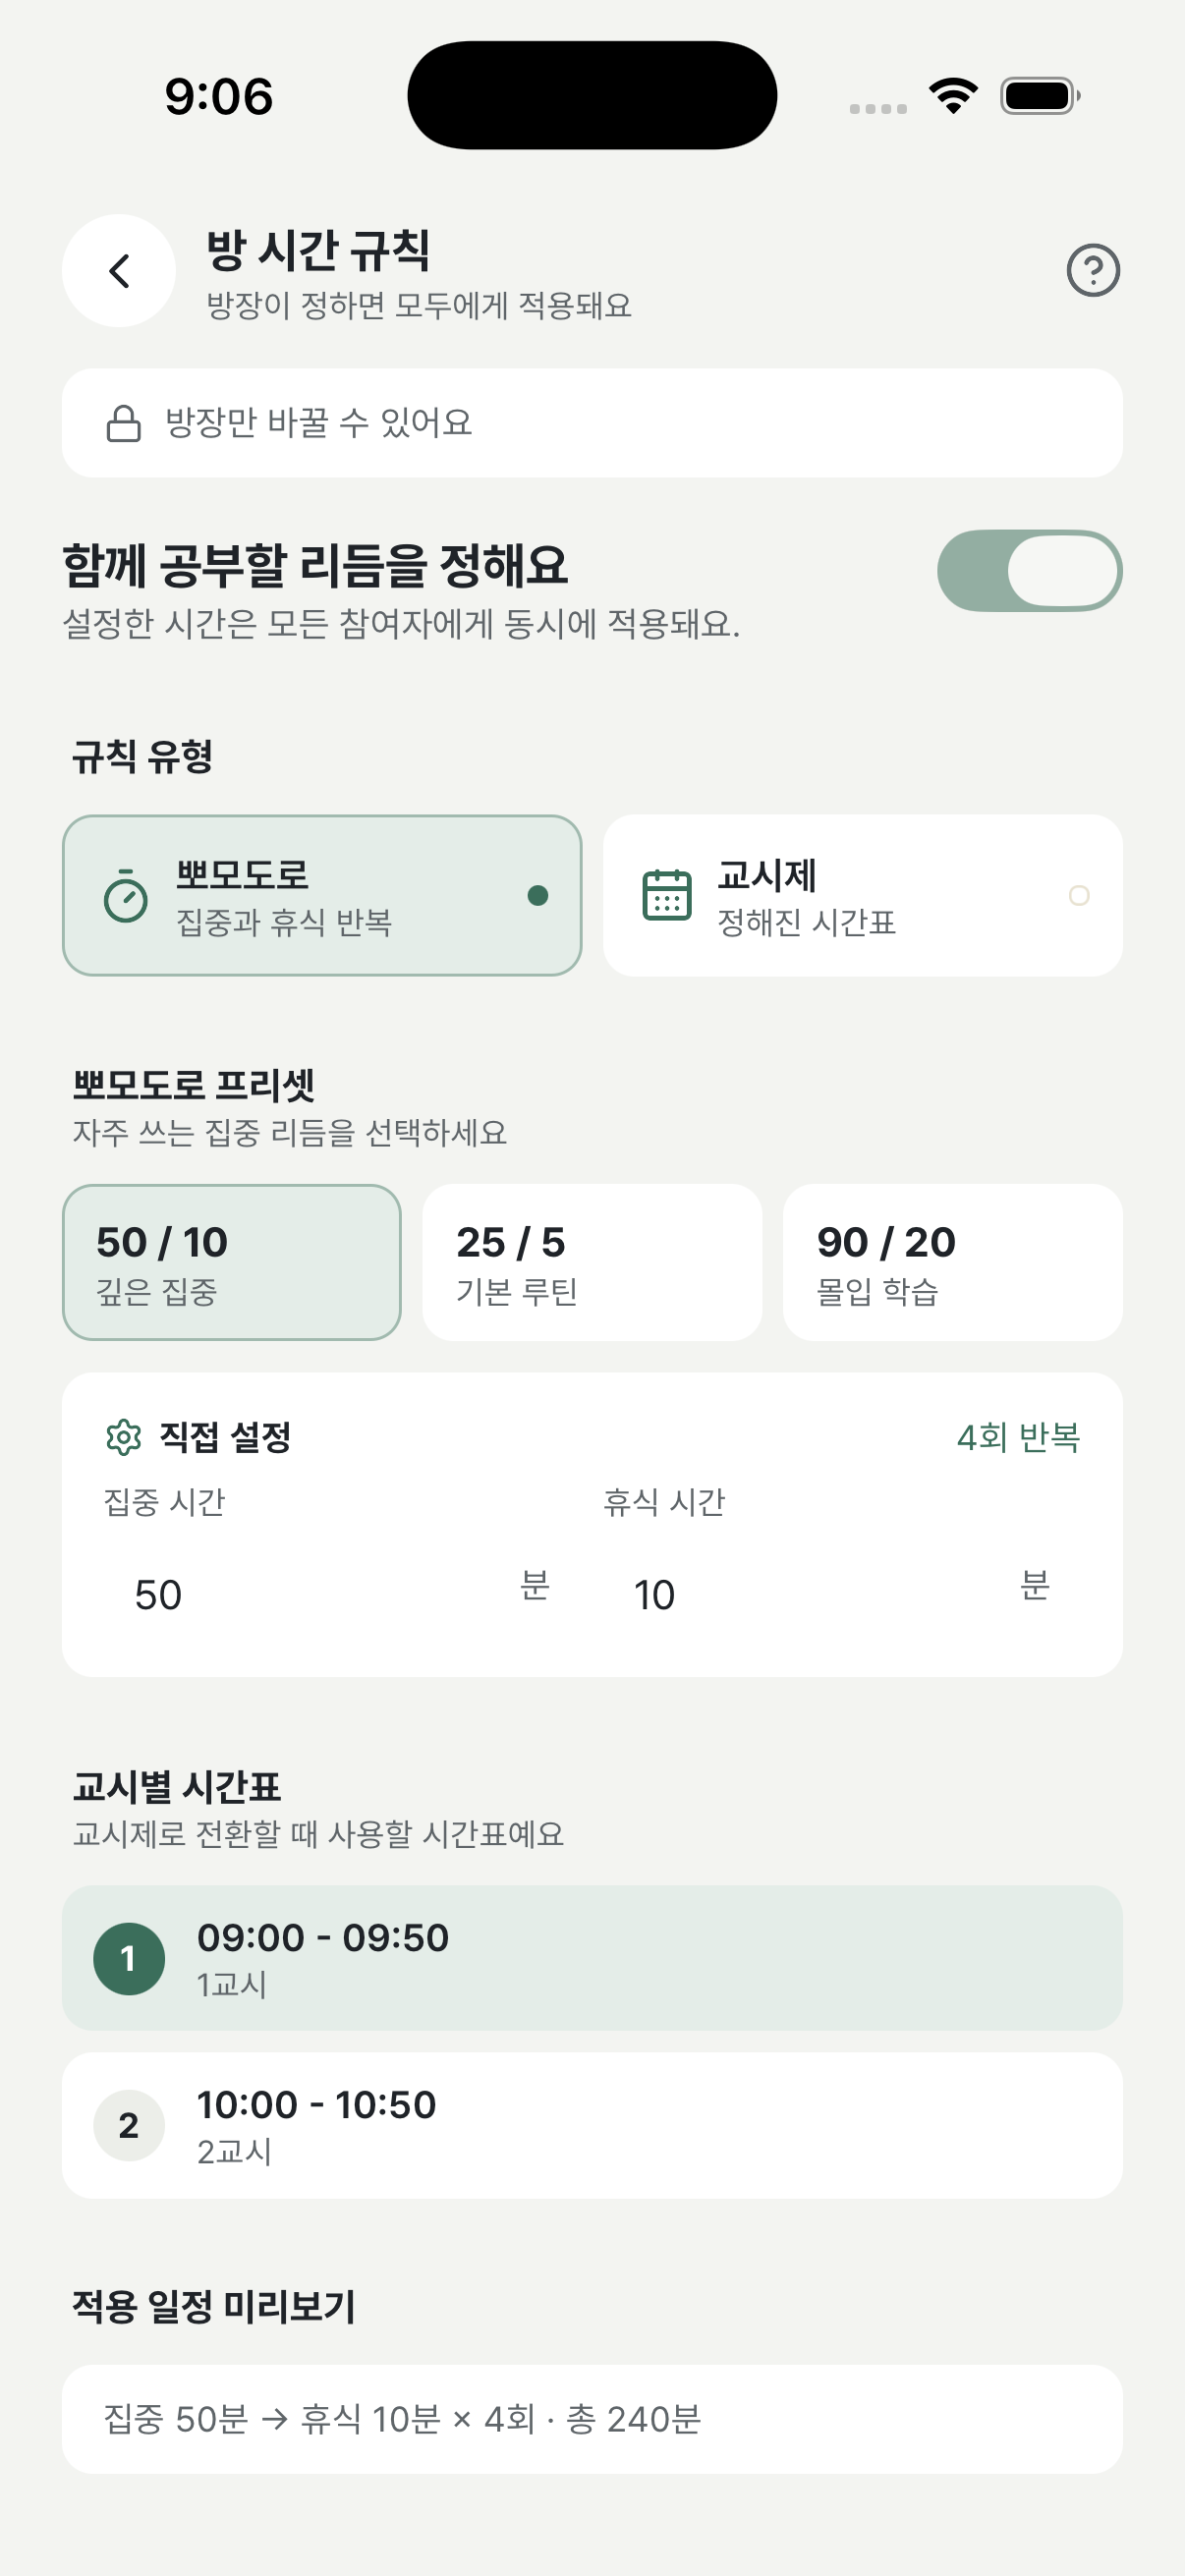 9:06
방 시간 규칙
방장이 정하면 모두에게 적용돼요
방장만 바꿀 수 있어요
함께 공부할 리듬을 정해요
설정한 시간은 모든 참여자에게 동시에 적용돼요.
규칙 유형
뽀모도로
집중과 휴식 반복
교시제
정해진 시간표
뽀모도로 프리셋
자주 쓰는 집중 리듬을 선택하세요
50 / 10
깊은 집중
25 / 5
기본 루틴
90 / 20
몰입 학습
직접 설정
4회 반복
집중 시간
휴식 시간
50 분
10 분
교시별 시간표
교시제로 전환할 때 사용할 시간표예요
1
09:00 - 09:50
1교시
2
10:00 - 10:50
2교시
적용 일정 미리보기
집중 50분 → 휴식 10분 × 4회 · 총 240분